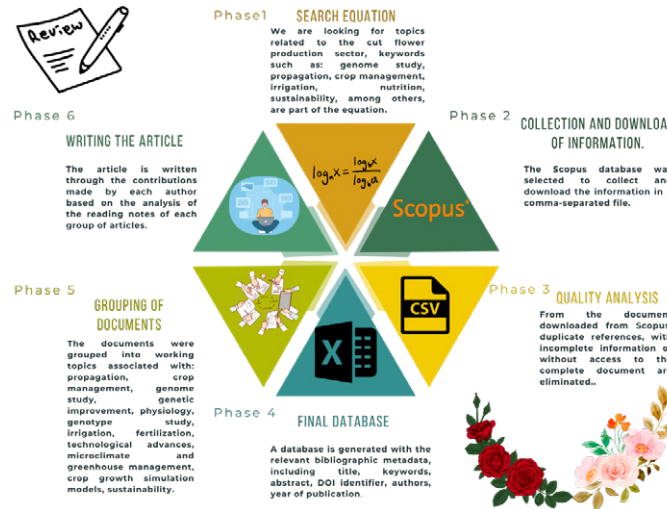 Review
Phase1
SEARCH EQUATION
We are looking for topics
related to the cut flower
production sector, keywords
such as: genome study,
propagation, crop management,
irrigation, nutrition,
sustainability, among others,
are part of the equation.
Phase 2
COLLECTION AND DOWNLOA
OF INFORMATION.
The Scopus database wa
selected to collect an
download the information in
comma-separated file.
Phase 3
QUALITY ANALYSIS
From the documen
downloaded from Scopus
duplicate references, wit
incomplete information o
without access to th
complete document ar
eliminated..
Phase 4
FINAL DATABASE
A database is generated with the
relevant bibliographic metadata,
including title, keywords,
abstract, DOI identifier, authors,
year of publication.
Phase 5
GROUPING OF
DOCUMENTS
The documents were
grouped into working
topics associated with:
propagation, crop
management, genome
study, genetic
improvement, physiology,
genotype study,
irrigation, fertilization,
technological advances,
microclimate and
greenhouse management,
crop growth simulation
models, sustainability.
Phase 6
WRITING THE ARTICLE
The article is written
through the contributions
made by each author
based on the analysis of
the reading notes of each
group of articles.
Scopus
CSV
X